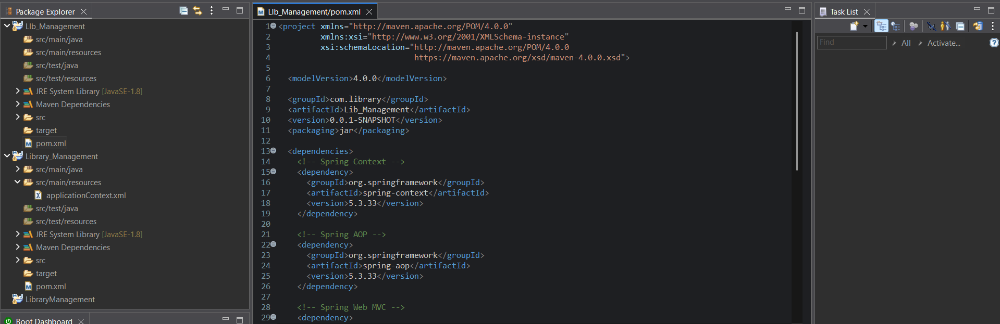 Package Explorer
LIb_Management
src/main/java
src/main/resources
src/test/java
src/test/resources
JRE System Library [JavaSE-1.8]
Maven Dependencies
src
target
pom.xml
Library_Management
src/main/java
src/main/resources
applicationContext.xml
src/test/java
src/test/resources
JRE System Library [JavaSE-1.8]
Maven Dependencies
src
target
pom.xml
LibraryManagement
Boot Dashboard
LIb_Management/pom.xml
1 <project xmlns="http://maven.apache.org/POM/4.0.0"
2 xmlns:xsi="http://www.w3.org/2001/XMLSchema-instance"
3 xsi:schemaLocation="http://maven.apache.org/POM/4.0.0
4 https://maven.apache.org/xsd/maven-4.0.0.xsd">
5
6 <modelVersion>4.0.0</modelVersion>
7
8 <groupId>com.library</groupId>
9 <artifactId>Lib_Management</artifactId>
10 <version>0.0.1-SNAPSHOT</version>
11 <packaging>jar</packaging>
12
13 <dependencies>
14 <!-- Spring Context -->
15 <dependency>
16 <groupId>org.springframework</groupId>
17 <artifactId>spring-context</artifactId>
18 <version>5.3.33</version>
19 </dependency>
20
21 <!-- Spring AOP -->
22 <dependency>
23 <groupId>org.springframework</groupId>
24 <artifactId>spring-aop</artifactId>
25 <version>5.3.33</version>
26 </dependency>
27
28 <!-- Spring Web MVC -->
29 <dependency>
Task List
Find
All
Activate...